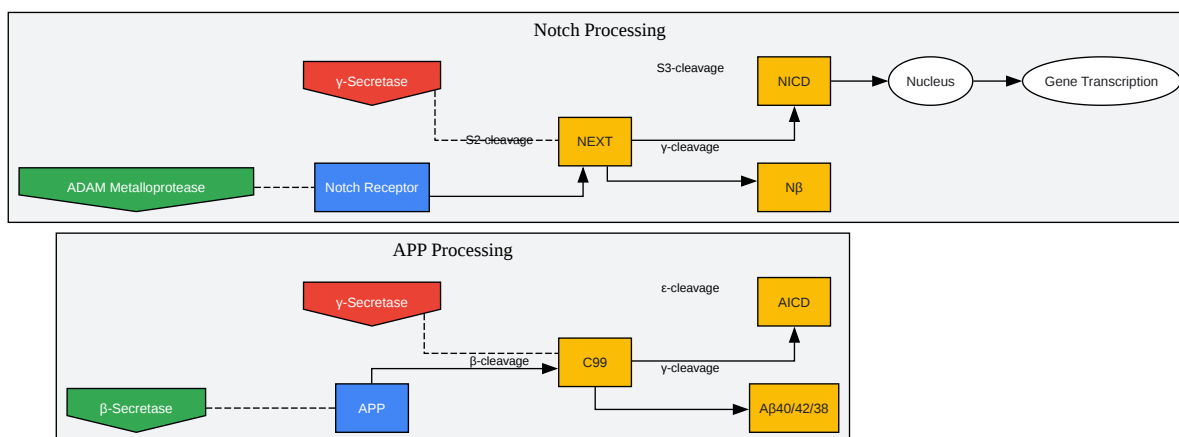 Notch Processing
γ-Secretase
S3-cleavage
NICD
Nucleus
Gene Transcription
S2-cleavage
NEXT
γ-cleavage
ADAM Metalloprotease
Notch Receptor
Nβ
APP Processing
γ-Secretase
ε-cleavage
AICD
β-cleavage
C99
γ-cleavage
β-Secretase
APP
Aβ40/42/38